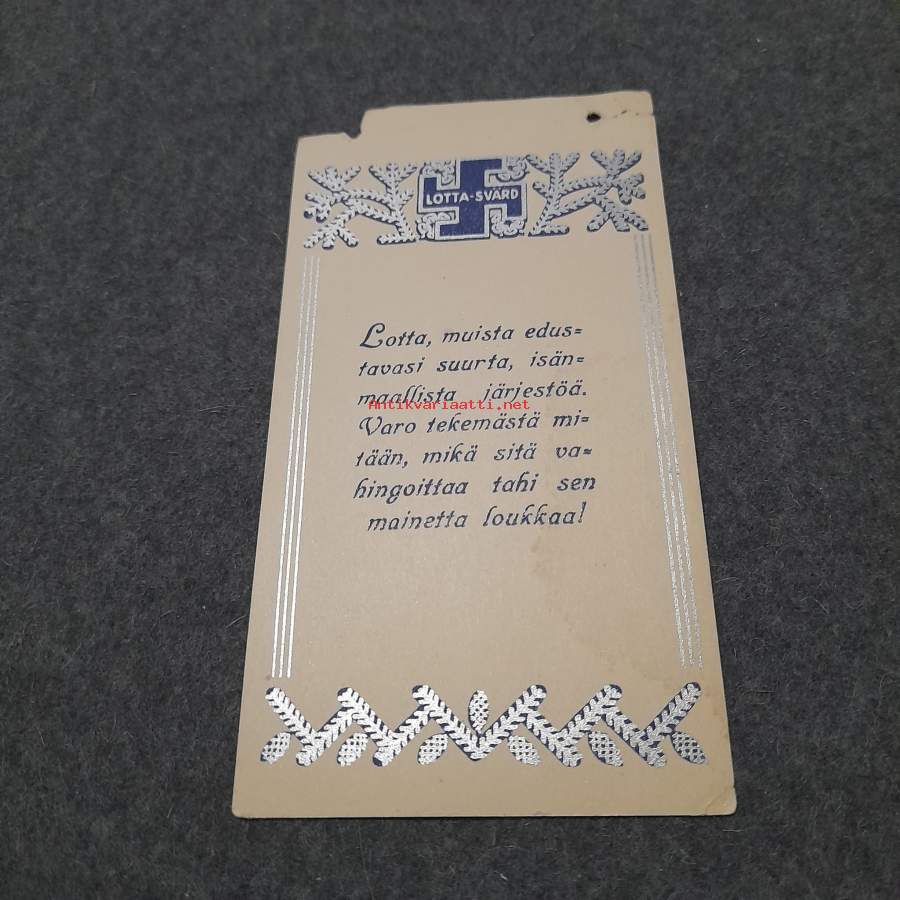 LOTTA-SVÄRD
Lotta, muista edus=
tavasi suurta, isän=
maallista järjestöä.
Antikvariaatti.net
Varo tekemästä mi=
tään, mikä sitä va=
hingoittaa tahi sen
mainetta loukkaa!